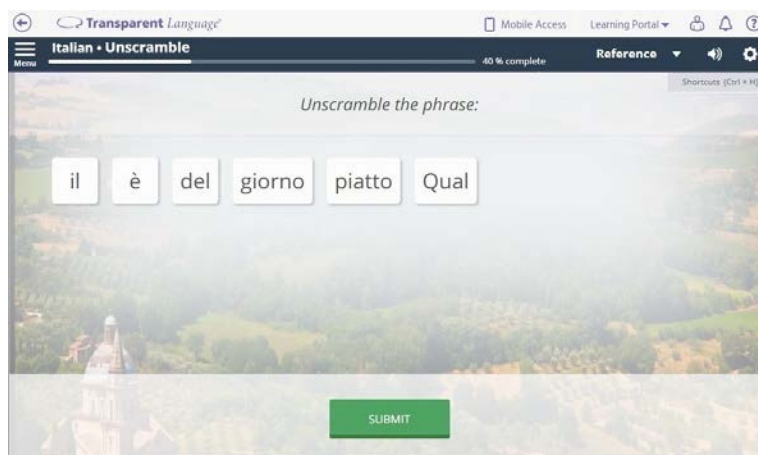 Transparent Language
Mobile Access
Learning Portal
Menu
Italian • Unscramble
40 % complete
Reference
Shortcuts (Ctrl + H)
Unscramble the phrase:
il è del giorno piatto Qual
SUBMIT